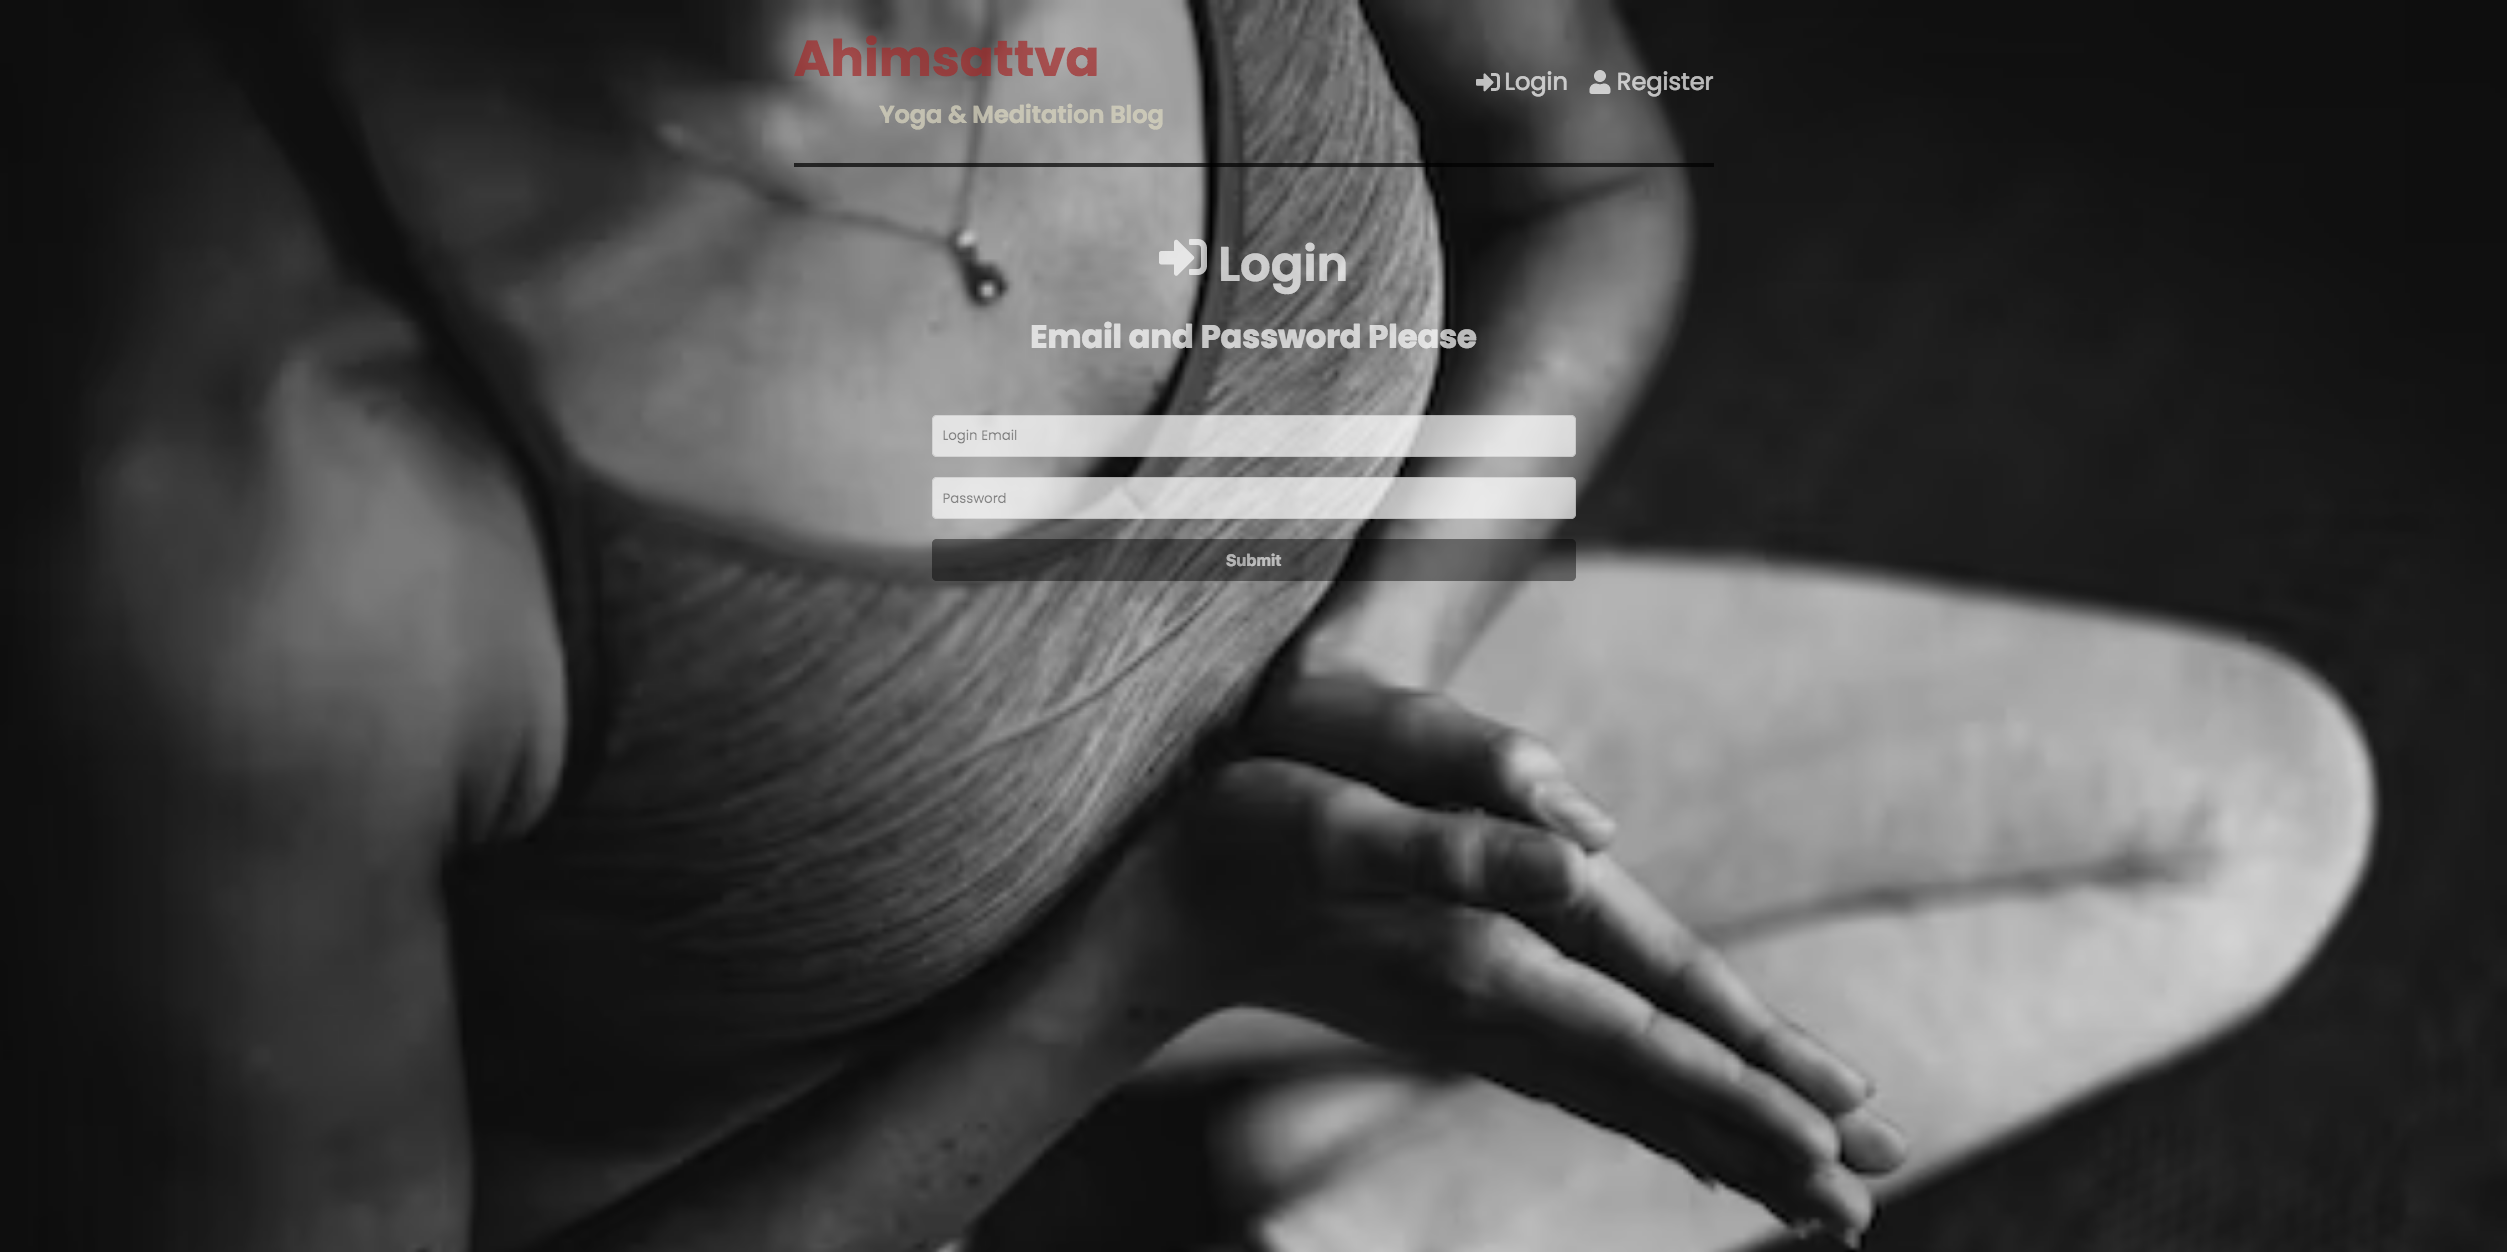 Ahimsattva
Yoga & Meditation Blog
Login
Register
Login
Email and Password Please
Login Email
Password
Submit